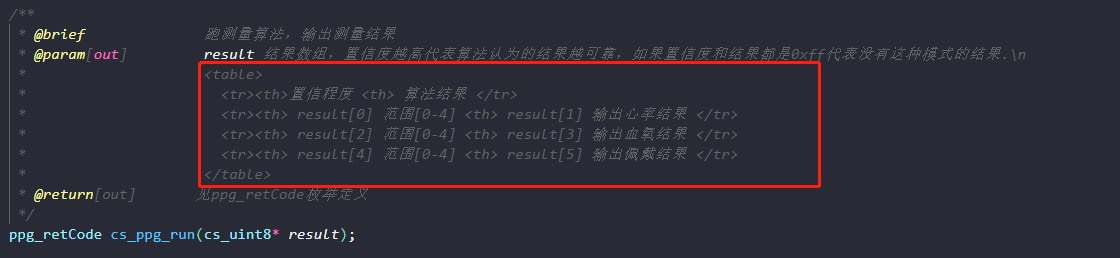 /**
* @brief 跑测量算法，输出测量结果
* @param[out] result 结果数组，置信度越高代表算法认为的结果越可靠，如果置信度和结果都是0xff代表没有这种模式的结果.\n
* <table>
* <tr><th>置信程度 <th> 算法结果 </tr>
* <tr><th> result[0] 范围[0-4] <th> result[1] 输出心率结果 </tr>
* <tr><th> result[2] 范围[0-4] <th> result[3] 输出血氧结果 </tr>
* <tr><th> result[4] 范围[0-4] <th> result[5] 输出佩戴结果 </tr>
* </table>
* @return[out] 见ppg_retCode枚举定义
*/
ppg_retCode cs_ppg_run(cs_uint8* result);